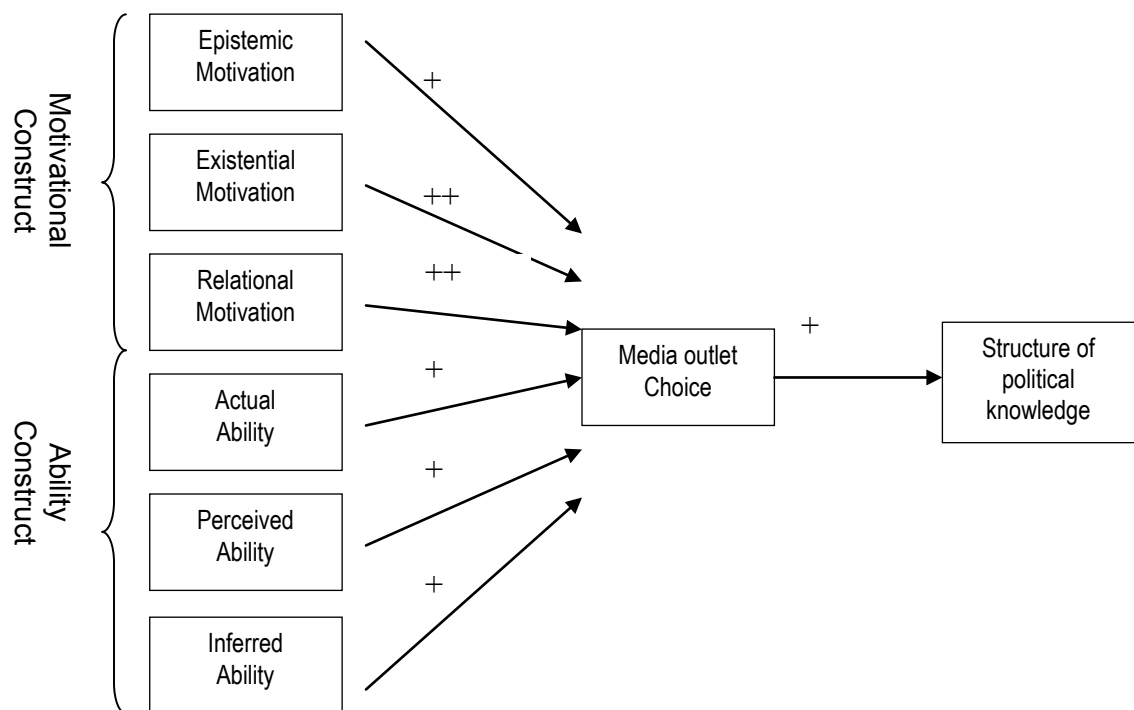 Motivational
Construct
Epistemic
Motivation
+
Existential
Motivation
++
Relational
Motivation
++
Ability
Construct
Actual
Ability
+
Perceived
Ability
+
Inferred
Ability
+
Media outlet
Choice
+
Structure of
political
knowledge